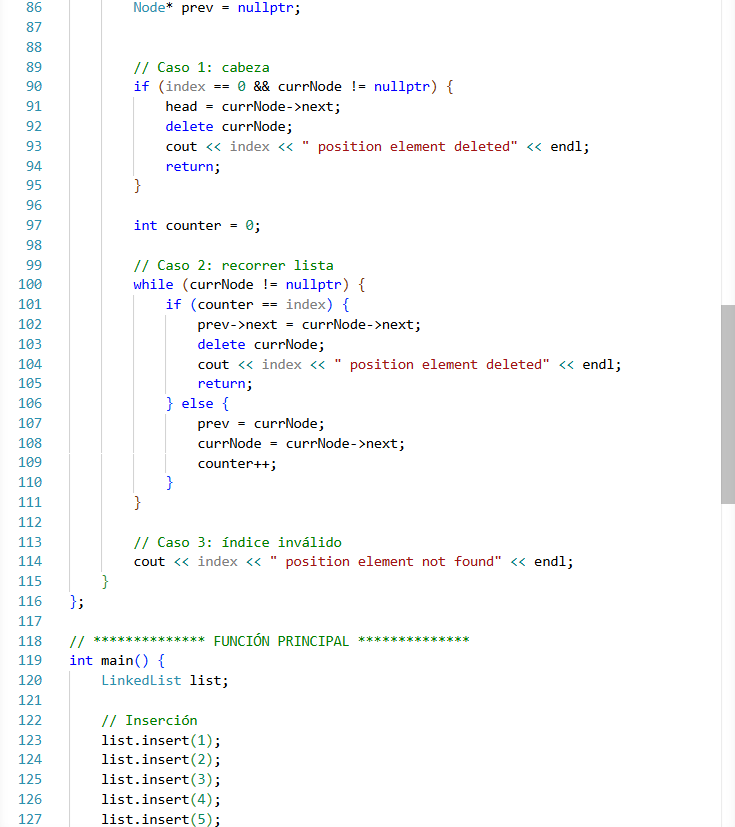 86 Node* prev = nullptr;
87
88
89 // Caso 1: cabeza
90 if (index == 0 && currNode != nullptr) {
91 head = currNode->next;
92 delete currNode;
93 cout << index << " position element deleted" << endl;
94 return;
95 }
96
97 int counter = 0;
98
99 // Caso 2: recorrer lista
100 while (currNode != nullptr) {
101 if (counter == index) {
102 prev->next = currNode->next;
103 delete currNode;
104 cout << index << " position element deleted" << endl;
105 return;
106 } else {
107 prev = currNode;
108 currNode = currNode->next;
109 counter++;
110 }
111 }
112
113 // Caso 3: índice inválido
114 cout << index << " position element not found" << endl;
115 }
116 };
117
118 // ************** FUNCIÓN PRINCIPAL **************
119 int main() {
120 LinkedList list;
121
122 // Inserción
123 list.insert(1);
124 list.insert(2);
125 list.insert(3);
126 list.insert(4);
127 list.insert(5);